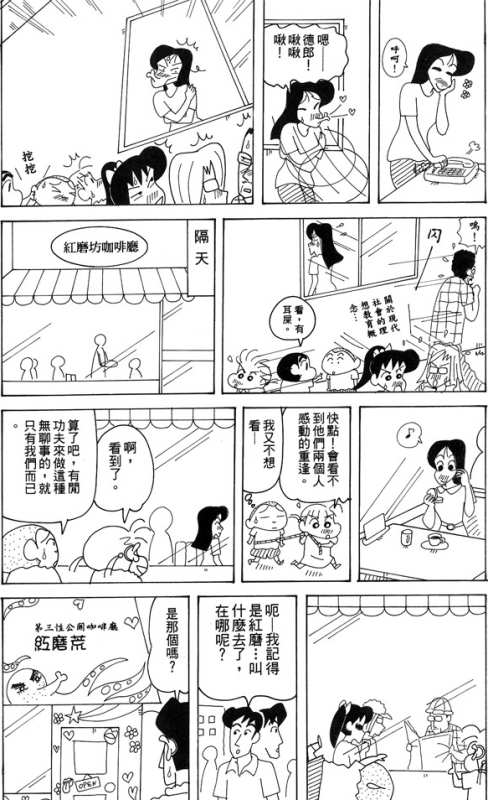 呼呵！
嗯──
德郎！
啾啾
啾！
挖
挖
嗚！
閃
關於現代
社會的理
想教育概
念…
看，有
耳屎。
隔天
紅磨坊咖啡廳
快點！會看不
到他們兩個人
感動的重逢。
我又不想
看──
啊，
看到了。
算了吧，有閒
功夫來做這種
無聊事的，就
只有我們而已
。
呃──我記得
是紅磨…叫
什麼去了，
在哪呢？
是那個嗎？
第三性公關咖啡廳
紅磨荒
OPEN